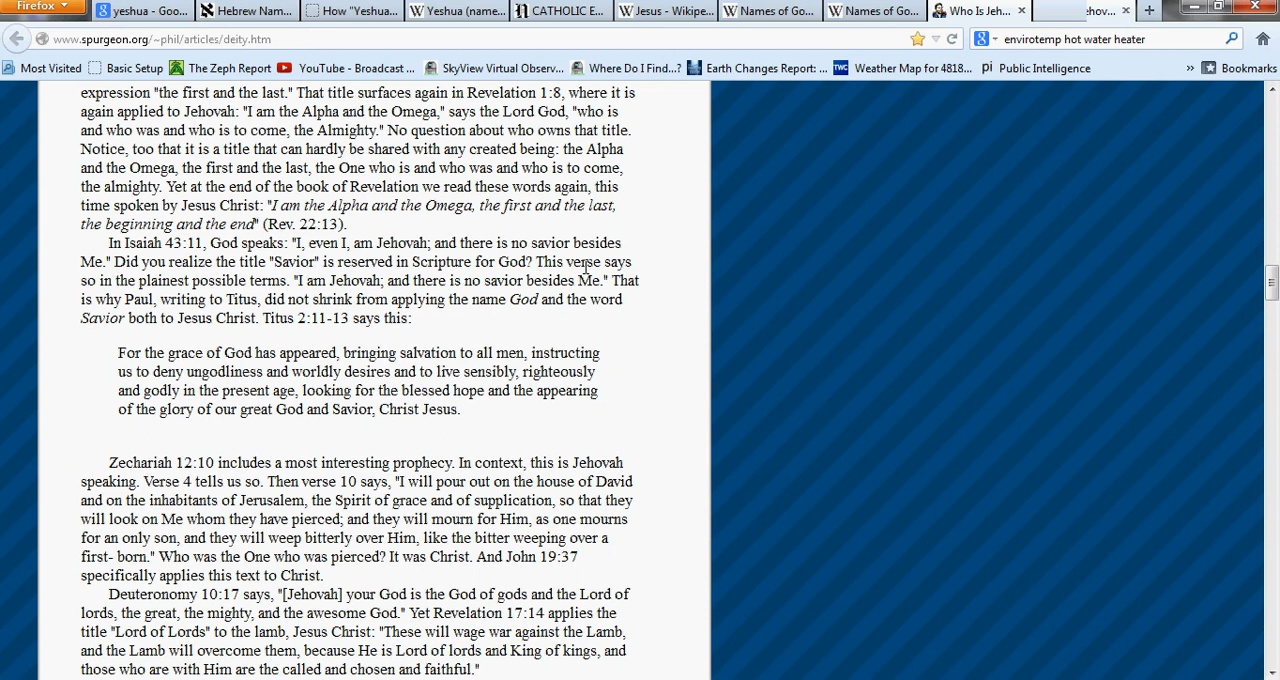 Firefox
yeshua - Goo...
Hebrew Nam...
How "Yeshua...
Yeshua (name...
CATHOLIC E...
Jesus - Wikipe...
Names of Go...
Names of Go...
Who Is Jeh...
ehov...
www.spurgeon.org/~phil/articles/deity.htm
envirotemp hot water heater
Most Visited
Basic Setup
The Zeph Report
YouTube - Broadcast ...
SkyView Virtual Observ...
Where Do I Find...?
Earth Changes Report: ...
TWC
Weather Map for 4818...
pi Public Intelligence
»
Bookmarks
expression "the first and the last." That title surfaces again in Revelation 1:8, where it is
again applied to Jehovah: "I am the Alpha and the Omega," says the Lord God, "who is
and who was and who is to come, the Almighty." No question about who owns that title.
Notice, too that it is a title that can hardly be shared with any created being: the Alpha
and the Omega, the first and the last, the One who is and who was and who is to come,
the almighty. Yet at the end of the book of Revelation we read these words again, this
time spoken by Jesus Christ: "I am the Alpha and the Omega, the first and the last,
the beginning and the end" (Rev. 22:13).
In Isaiah 43:11, God speaks: "I, even I, am Jehovah; and there is no savior besides
Me." Did you realize the title "Savior" is reserved in Scripture for God? This verse says
so in the plainest possible terms. "I am Jehovah; and there is no savior besides Me." That
is why Paul, writing to Titus, did not shrink from applying the name God and the word
Savior both to Jesus Christ. Titus 2:11-13 says this:
For the grace of God has appeared, bringing salvation to all men, instructing
us to deny ungodliness and worldly desires and to live sensibly, righteously
and godly in the present age, looking for the blessed hope and the appearing
of the glory of our great God and Savior, Christ Jesus.
Zechariah 12:10 includes a most interesting prophecy. In context, this is Jehovah
speaking. Verse 4 tells us so. Then verse 10 says, "I will pour out on the house of David
and on the inhabitants of Jerusalem, the Spirit of grace and of supplication, so that they
will look on Me whom they have pierced; and they will mourn for Him, as one mourns
for an only son, and they will weep bitterly over Him, like the bitter weeping over a
first- born." Who was the One who was pierced? It was Christ. And John 19:37
specifically applies this text to Christ.
Deuteronomy 10:17 says, "[Jehovah] your God is the God of gods and the Lord of
lords, the great, the mighty, and the awesome God." Yet Revelation 17:14 applies the
title "Lord of Lords" to the lamb, Jesus Christ: "These will wage war against the Lamb,
and the Lamb will overcome them, because He is Lord of lords and King of kings, and
those who are with Him are the called and chosen and faithful."